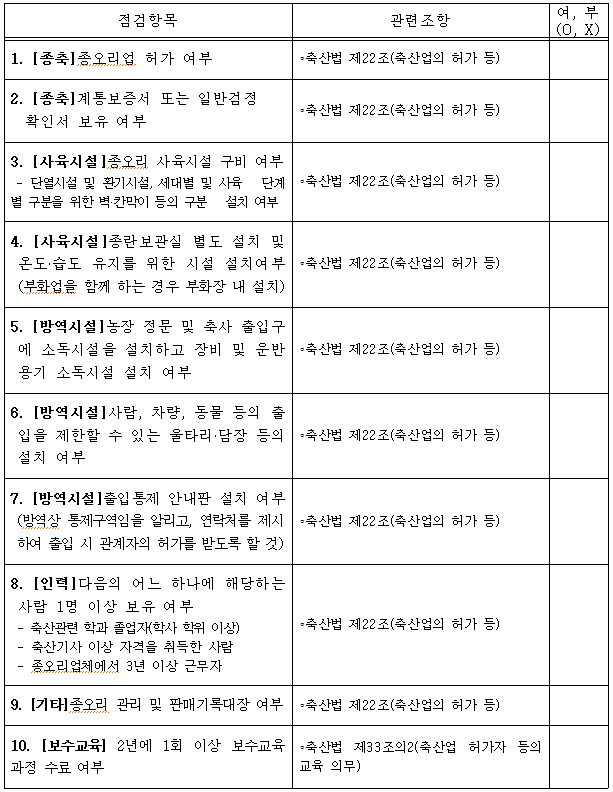 점검항목
관련조항
여, 부
(O, X)
1. [종축]종오리업 허가 여부
◦축산법 제22조(축산업의 허가 등)
2. [종축]계통보증서 또는 일반검정
확인서 보유 여부
◦축산법 제22조(축산업의 허가 등)
3. [사육시설]종오리 사육시설 구비 여부
- 단열시설 및 환기시설, 세대별 및 사육 단계
별 구분을 위한 벽·칸막이 등의 구분 설치 여부
◦축산법 제22조(축산업의 허가 등)
4. [사육시설]종란보관실 별도 설치 및
온도·습도 유지를 위한 시설 설치여부
(부화업을 함께 하는 경우 부화장 내 설치)
◦축산법 제22조(축산업의 허가 등)
5. [방역시설]농장 정문 및 축사 출입구
에 소독시설을 설치하고 장비 및 운반
용기 소독시설 설치 여부
◦축산법 제22조(축산업의 허가 등)
6. [방역시설]사람, 차량, 동물 등의 출
입을 제한할 수 있는 울타리·담장 등의
설치 여부
◦축산법 제22조(축산업의 허가 등)
7. [방역시설]출입통제 안내판 설치 여부
(방역상 통제구역임을 알리고, 연락처를 제시
하여 출입 시 관계자의 허가를 받도록 할 것)
◦축산법 제22조(축산업의 허가 등)
8. [인력]다음의 어느 하나에 해당하는
사람 1명 이상 보유 여부
- 축산관련 학과 졸업자(학사 학위 이상)
- 축산기사 이상 자격을 취득한 사람
- 종오리업체에서 3년 이상 근무자
◦축산법 제22조(축산업의 허가 등)
9. [기타]종오리 관리 및 판매기록대장 여부
◦축산법 제22조(축산업의 허가 등)
10. [보수교육] 2년에 1회 이상 보수교육
과정 수료 여부
◦축산법 제33조의2(축산업 허가자 등의
교육 의무)